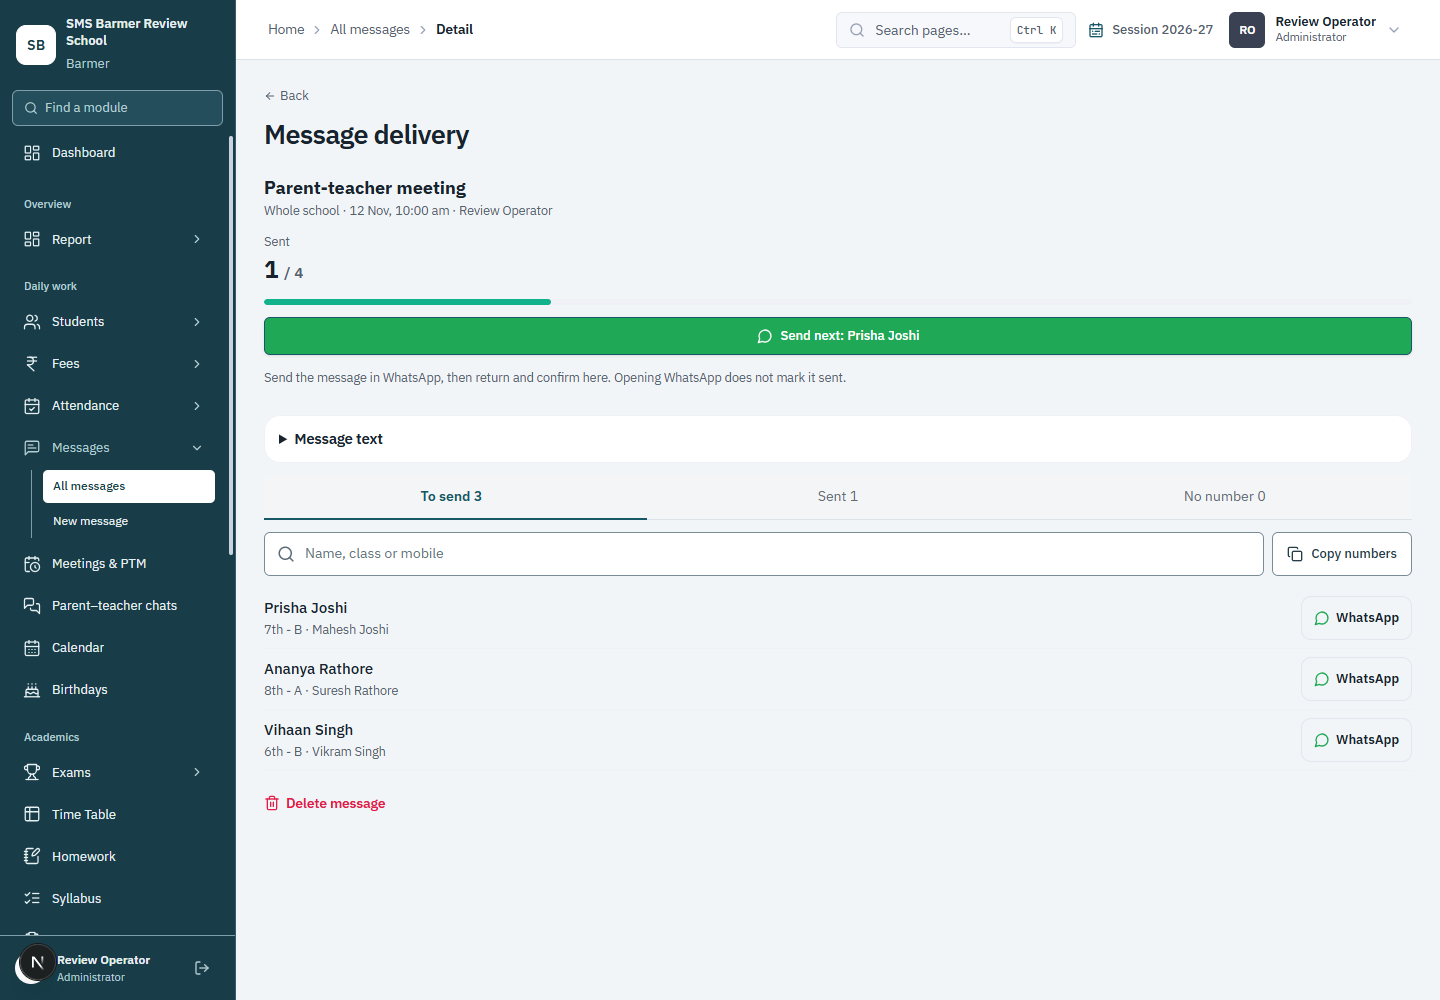 SB
SMS Barmer Review
School
Barmer
Find a module
Dashboard
Overview
Report
Daily work
Students
Fees
Attendance
Messages
All messages
New message
Meetings & PTM
Parent–teacher chats
Calendar
Birthdays
Academics
Exams
Time Table
Homework
Syllabus
N
Review Operator
Administrator
Home > All messages > Detail
Search pages... Ctrl K
Session 2026-27
RO
Review Operator
Administrator
← Back
Message delivery
Parent-teacher meeting
Whole school · 12 Nov, 10:00 am · Review Operator
Sent
1 / 4
Send next: Prisha Joshi
Send the message in WhatsApp, then return and confirm here. Opening WhatsApp does not mark it sent.
Message text
To send 3 Sent 1 No number 0
Name, class or mobile Copy numbers
Prisha Joshi
7th - B · Mahesh Joshi
WhatsApp
Ananya Rathore
8th - A · Suresh Rathore
WhatsApp
Vihaan Singh
6th - B · Vikram Singh
WhatsApp
Delete message